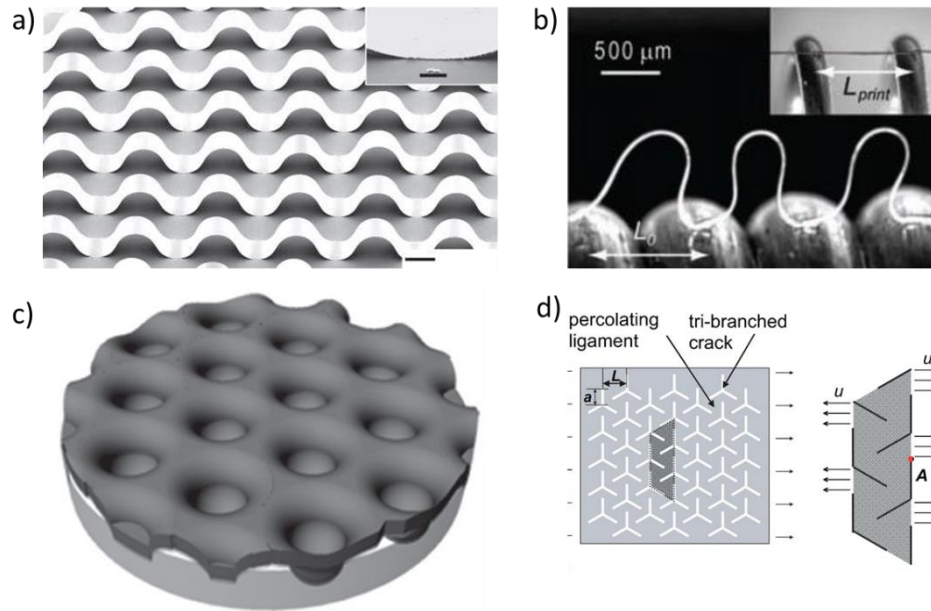 a)
b)
500 μm
L_print
L_0
c)
d)
percolating
ligament
tri-branched
crack
L
a
u
u
A